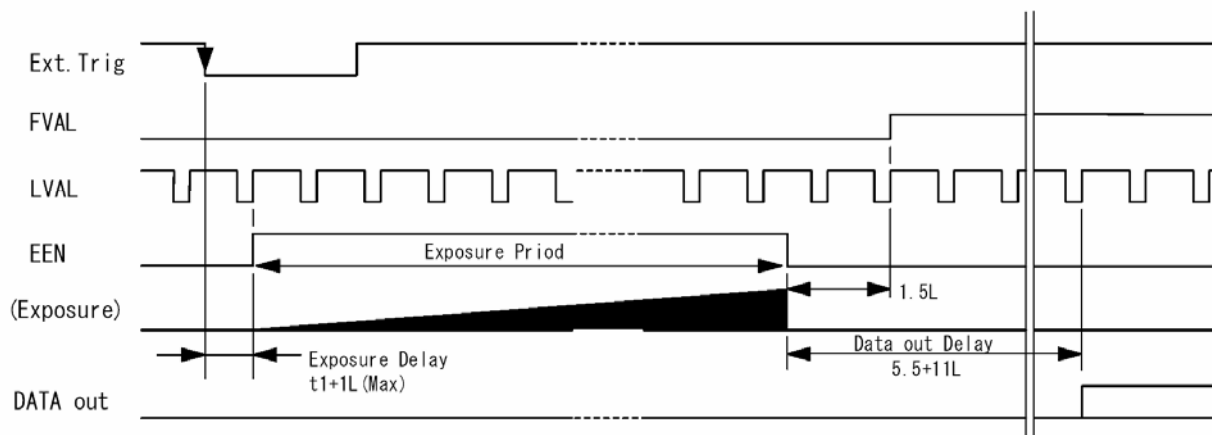 Ext.Trig
FVAL
LVAL
EEN
Exposure Priod
(Exposure)
1.5L
Exposure Delay
t1+1L(Max)
Data out Delay
5.5+11L
DATA out